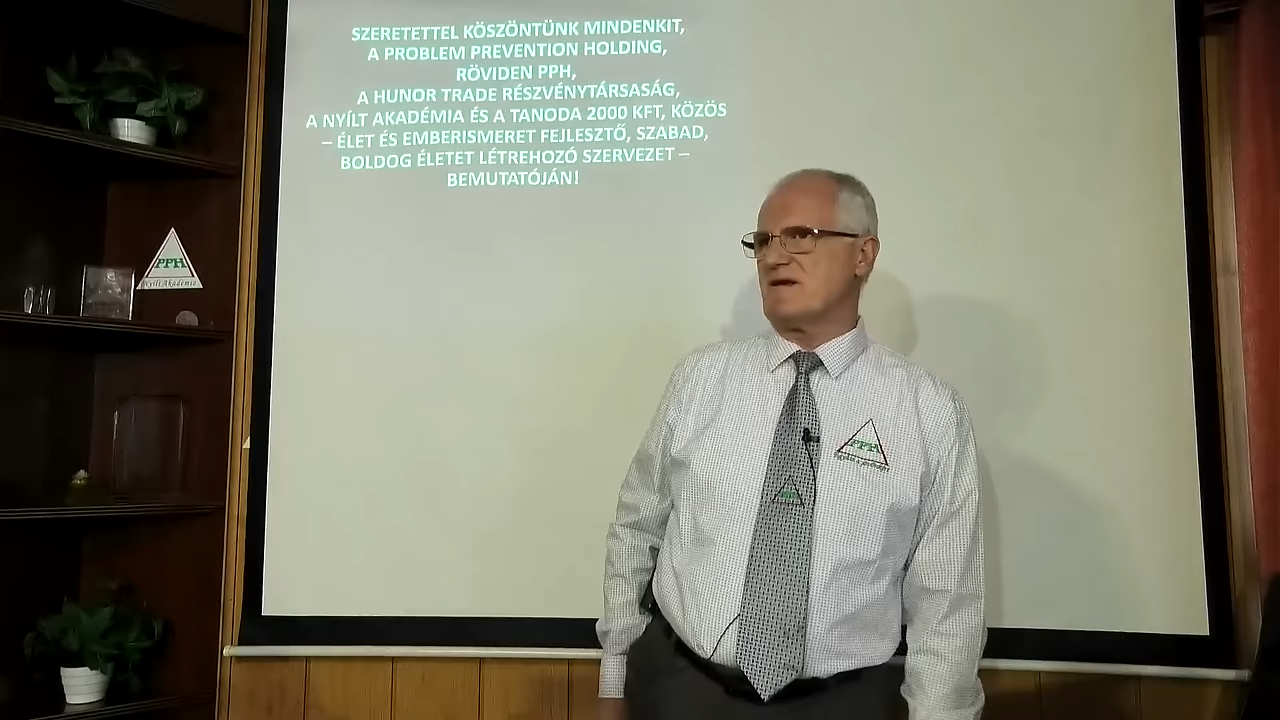 SZERETETTEL KÖSZÖNTÜNK MINDENKIT,
A PROBLEM PREVENTION HOLDING,
RÖVIDEN PPH,
A HUNOR TRADE RÉSZVÉNYTÁRSASÁG,
A NYÍLT AKADÉMIA ÉS A TANODA 2000 KFT, KÖZÖS
– ÉLET ÉS EMBERISMERET FEJLESZTŐ, SZABAD,
BOLDOG ÉLETET LÉTREHOZÓ SZERVEZET –
BEMUTATÓJÁN!
PPH
Nyílt Akadémia
PPH